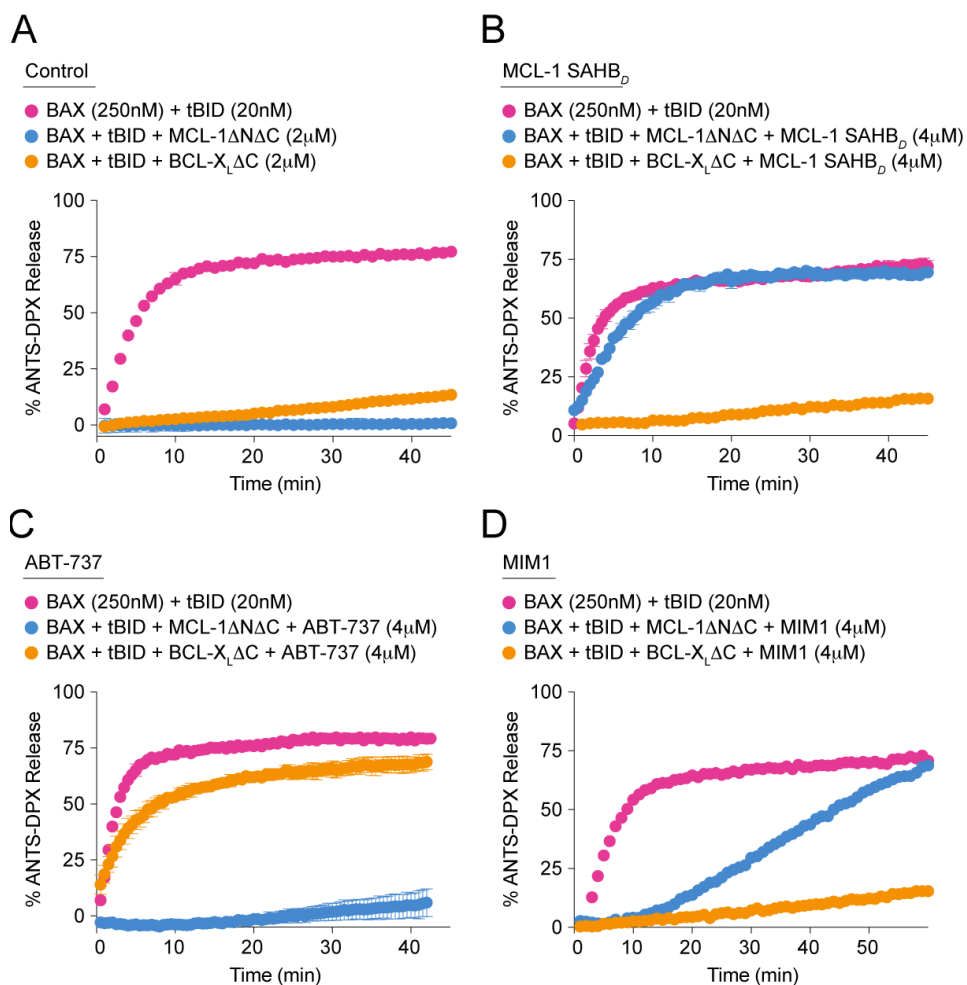 A
Control
BAX (250nM) + tBID (20nM)
BAX + tBID + MCL-1ΔNΔC (2μM)
BAX + tBID + BCL-XLΔC (2μM)
% ANTS-DPX Release
100
75
50
25
0
0 10 20 30 40
Time (min)
B
MCL-1 SAHBD
BAX (250nM) + tBID (20nM)
BAX + tBID + MCL-1ΔNΔC + MCL-1 SAHBD (4μM)
BAX + tBID + BCL-XLΔC + MCL-1 SAHBD (4μM)
% ANTS-DPX Release
100
75
50
25
0
0 10 20 30 40
Time (min)
C
ABT-737
BAX (250nM) + tBID (20nM)
BAX + tBID + MCL-1ΔNΔC + ABT-737 (4μM)
BAX + tBID + BCL-XLΔC + ABT-737 (4μM)
% ANTS-DPX Release
100
75
50
25
0
0 10 20 30 40
Time (min)
D
MIM1
BAX (250nM) + tBID (20nM)
BAX + tBID + MCL-1ΔNΔC + MIM1 (4μM)
BAX + tBID + BCL-XLΔC + MIM1 (4μM)
% ANTS-DPX Release
100
75
50
25
0
0 10 20 30 40 50
Time (min)